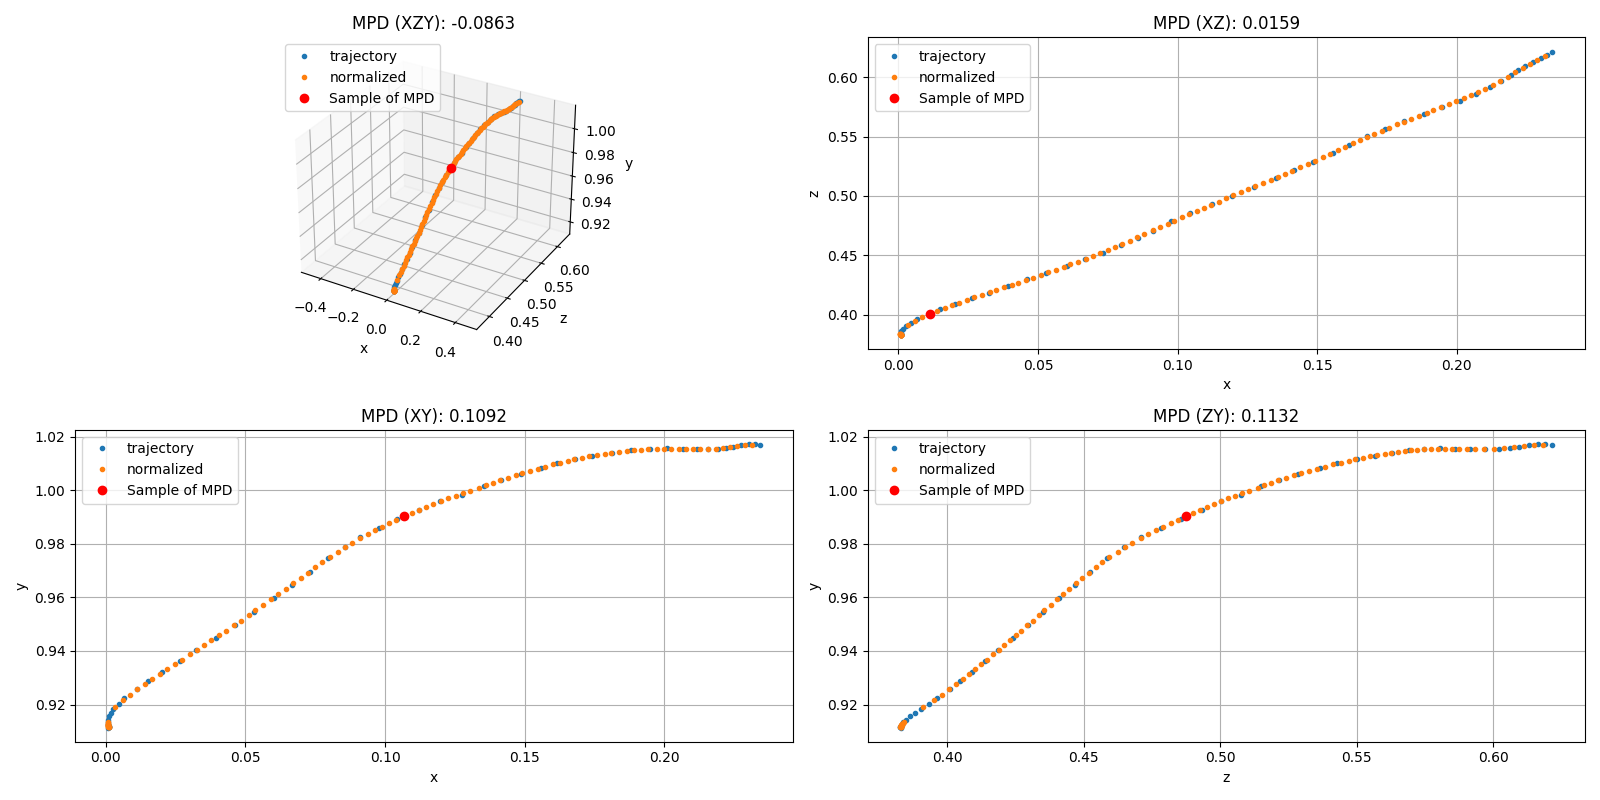 MPD (XZY): -0.0863
trajectory
normalized
Sample of MPD
1.00
0.98
0.96
0.94
0.92
y
−0.4
−0.2
0.0
0.2
0.4
x
0.40
0.45
0.50
0.55
0.60
z
MPD (XZ): 0.0159
trajectory
normalized
Sample of MPD
0.60
0.55
0.50
0.45
0.40
z
0.00 0.05 0.10 0.15 0.20
x
MPD (XY): 0.1092
trajectory
normalized
Sample of MPD
1.02
1.00
0.98
0.96
0.94
0.92
y
0.00 0.05 0.10 0.15 0.20
x
MPD (ZY): 0.1132
trajectory
normalized
Sample of MPD
1.02
1.00
0.98
0.96
0.94
0.92
y
0.40 0.45 0.50 0.55 0.60
z